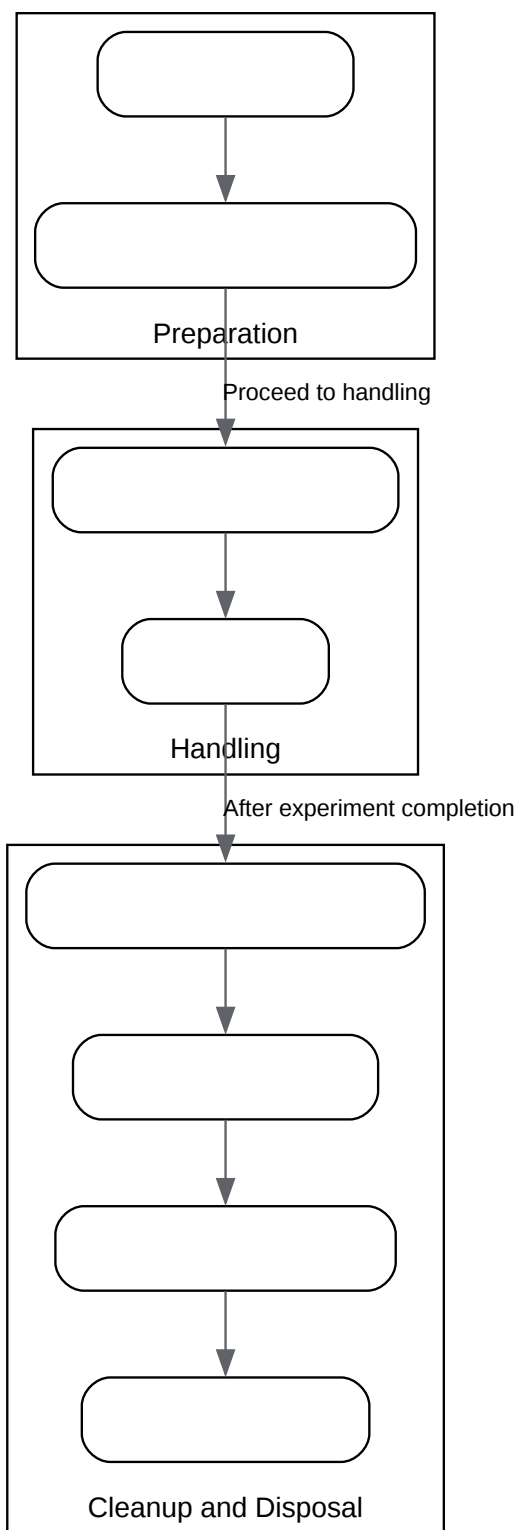 Preparation
Proceed to handling
Handling
After experiment completion
Cleanup and Disposal